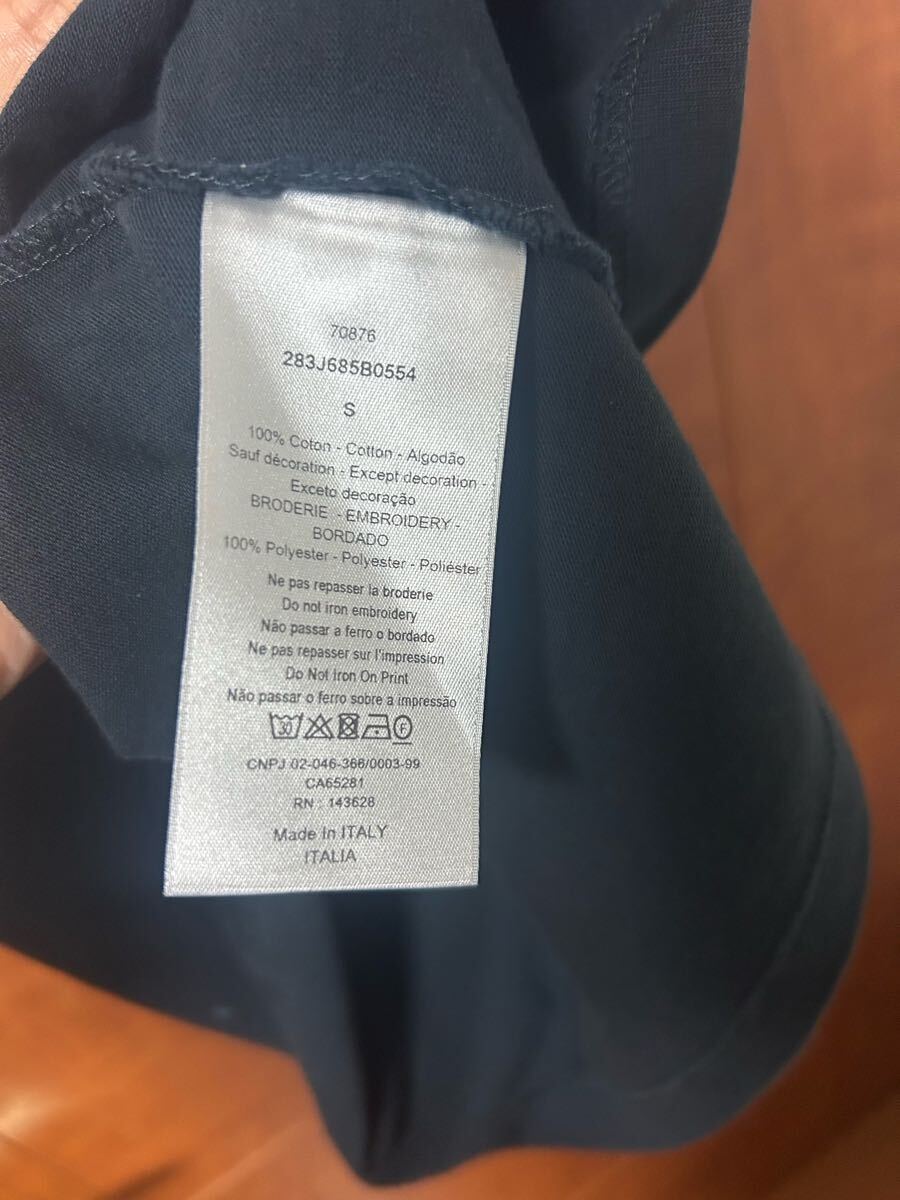 70876
283J685B0554
S
100% Coton - Cotton - Algodão
Sauf décoration - Except decoration -
Exceto decoração
BRODERIE - EMBROIDERY -
BORDADO
100% Polyester - Polyester - Poliéster
Ne pas repasser la broderie
Do not iron embroidery
Não passar a ferro o bordado
Ne pas repasser sur l'impression
Do Not Iron On Print
Não passar o ferro sobre a impressão
30 F
CNPJ 02-046-366/0003-99
CA65281
RN : 143628
Made in ITALY
ITALIA